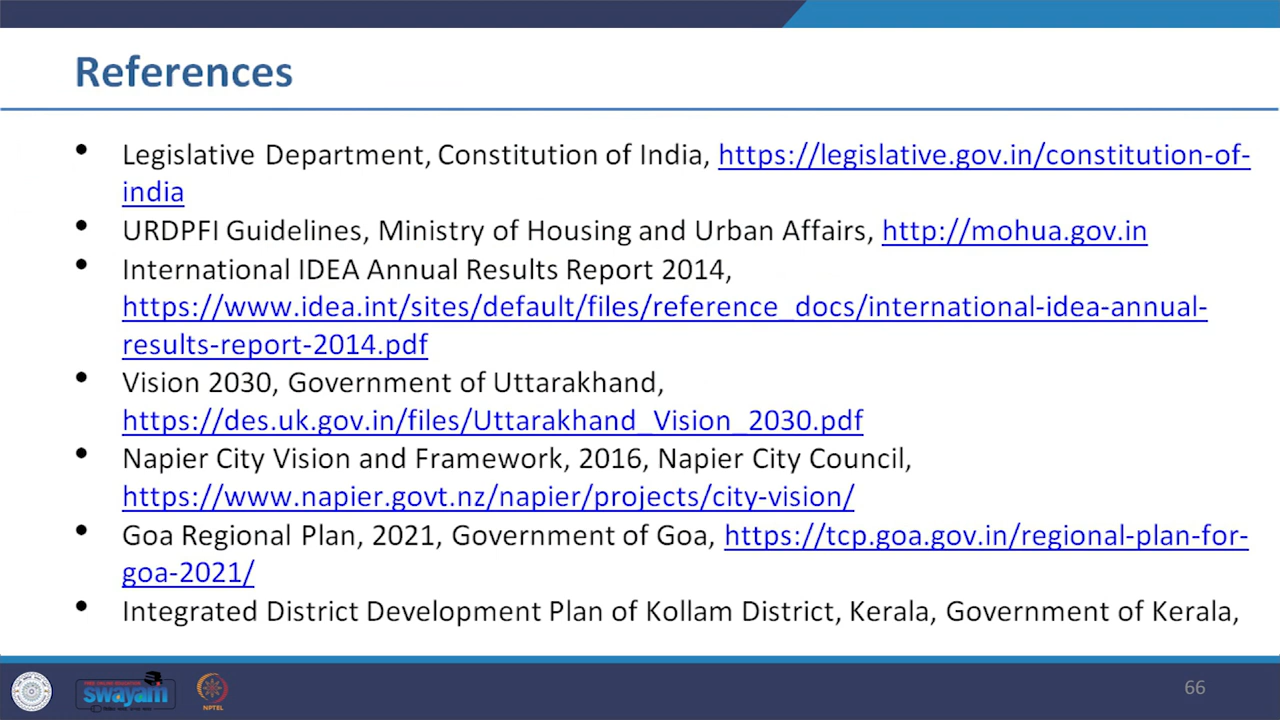 References
• Legislative Department, Constitution of India, https://legislative.gov.in/constitution-of-
india
• URDPFI Guidelines, Ministry of Housing and Urban Affairs, http://mohua.gov.in
• International IDEA Annual Results Report 2014,
https://www.idea.int/sites/default/files/reference_docs/international-idea-annual-
results-report-2014.pdf
• Vision 2030, Government of Uttarakhand,
https://des.uk.gov.in/files/Uttarakhand_Vision_2030.pdf
• Napier City Vision and Framework, 2016, Napier City Council,
https://www.napier.govt.nz/napier/projects/city-vision/
• Goa Regional Plan, 2021, Government of Goa, https://tcp.goa.gov.in/regional-plan-for-
goa-2021/
• Integrated District Development Plan of Kollam District, Kerala, Government of Kerala,
swayam
NPTEL
66